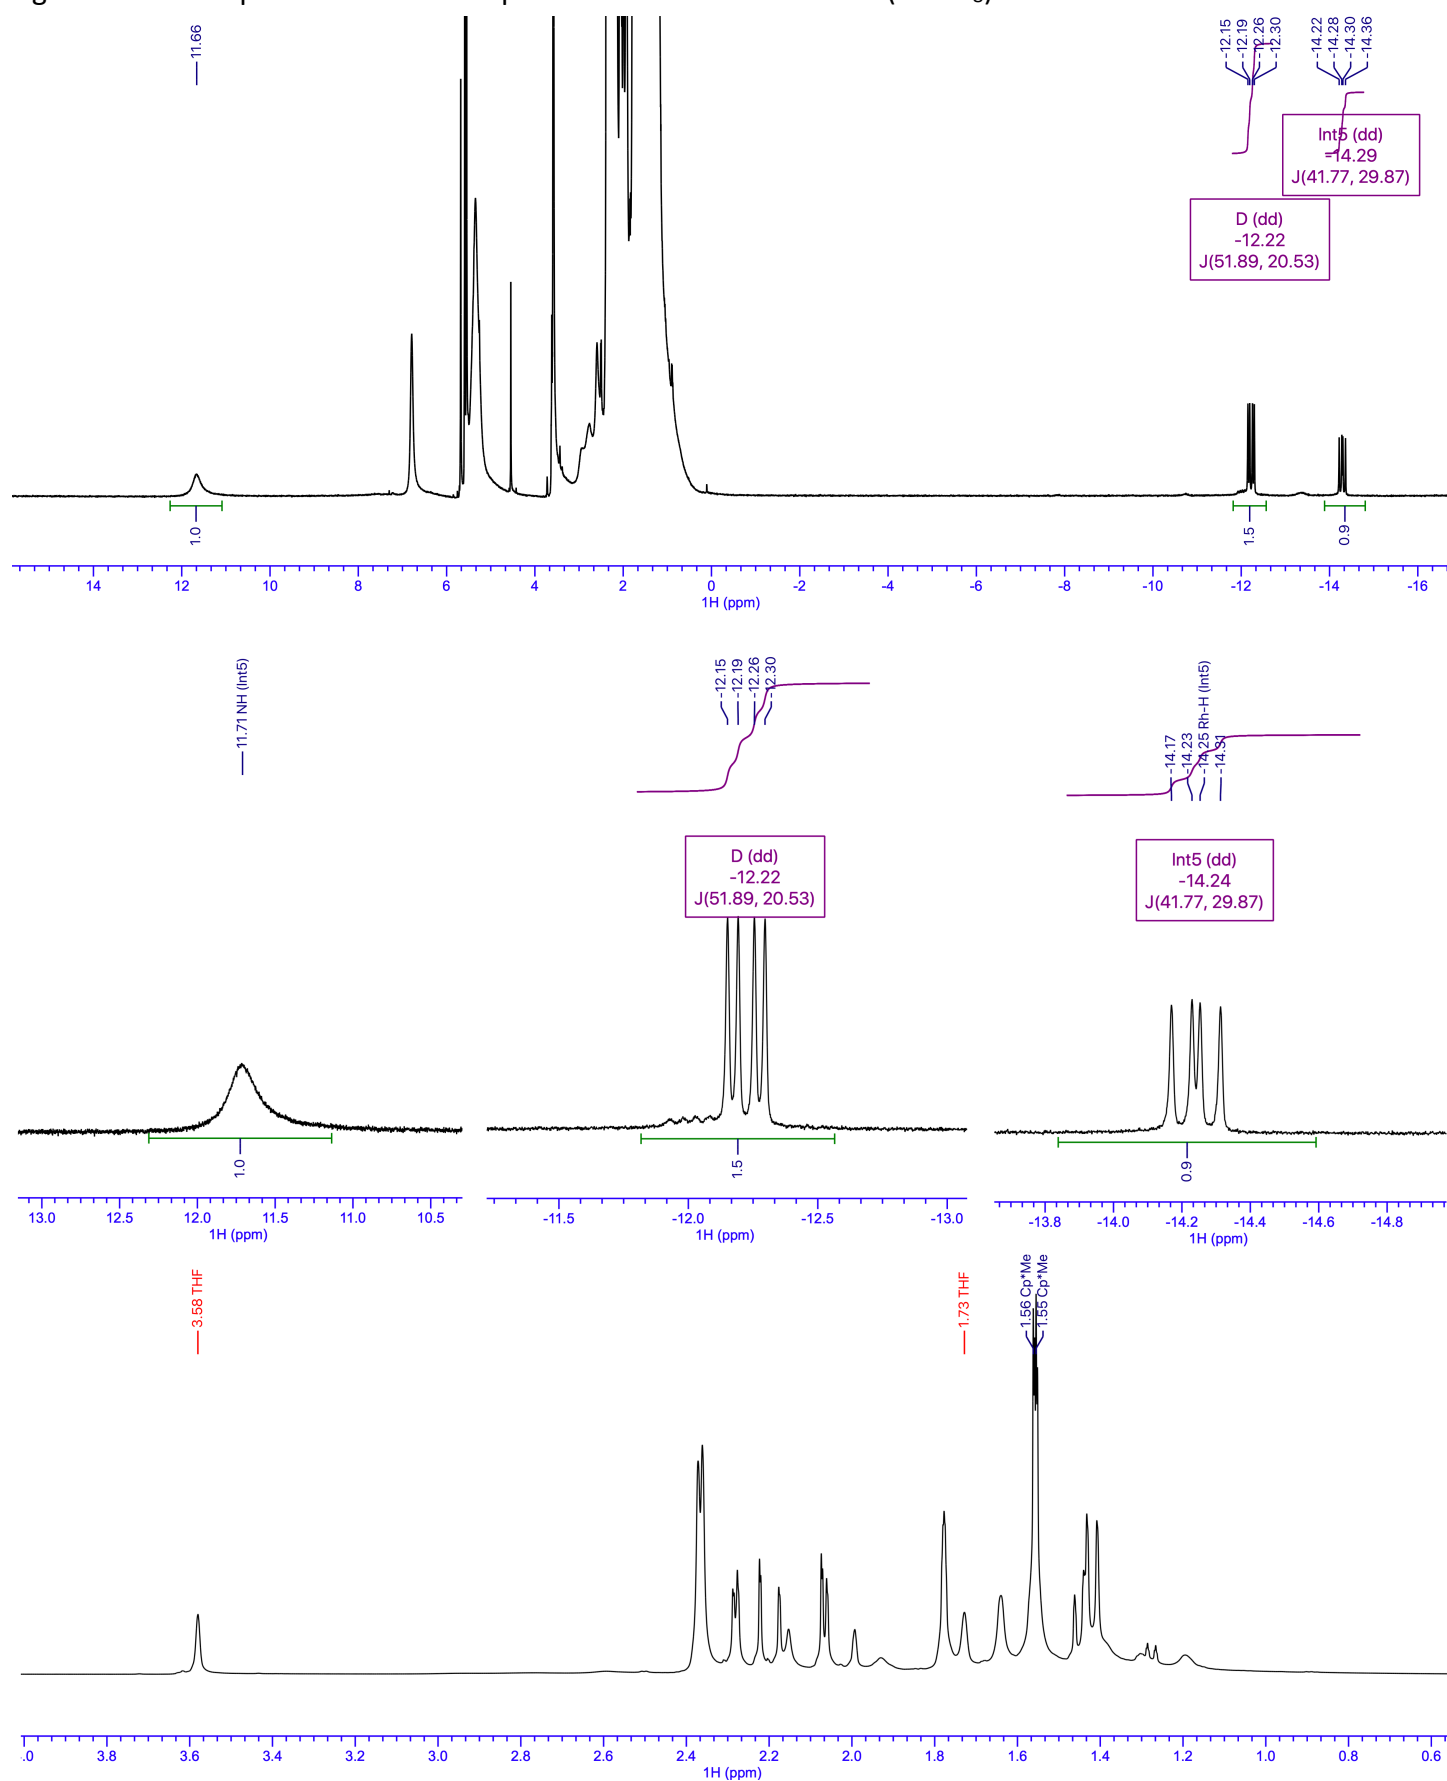 11.66
-12.15
-12.19
-12.26
-12.30
-14.22
-14.28
-14.30
-14.36
Int5 (dd)
-14.29
J(41.77, 29.87)
D (dd)
-12.22
J(51.89, 20.53)
1.0
1.5
0.9
14 12 10 8 6 4 2 0 -2 -4 -6 -8 -10 -12 -14 -16
1H (ppm)
11.71 NH (Int5)
-12.15
-12.19
-12.26
-12.30
-14.17
-14.23
-14.25 Rh-H (Int5)
-14.31
D (dd)
-12.22
J(51.89, 20.53)
Int5 (dd)
-14.24
J(41.77, 29.87)
1.0
1.5
0.9
13.0 12.5 12.0 11.5 11.0 10.5
1H (ppm)
-11.5 -12.0 -12.5 -13.0
1H (ppm)
-13.8 -14.0 -14.2 -14.4 -14.6 -14.8
1H (ppm)
3.58 THF
1.73 THF
1.56 Cp*Me
1.55 Cp*Me
.0 3.8 3.6 3.4 3.2 3.0 2.8 2.6 2.4 2.2 2.0 1.8 1.6 1.4 1.2 1.0 0.8 0.6
1H (ppm)